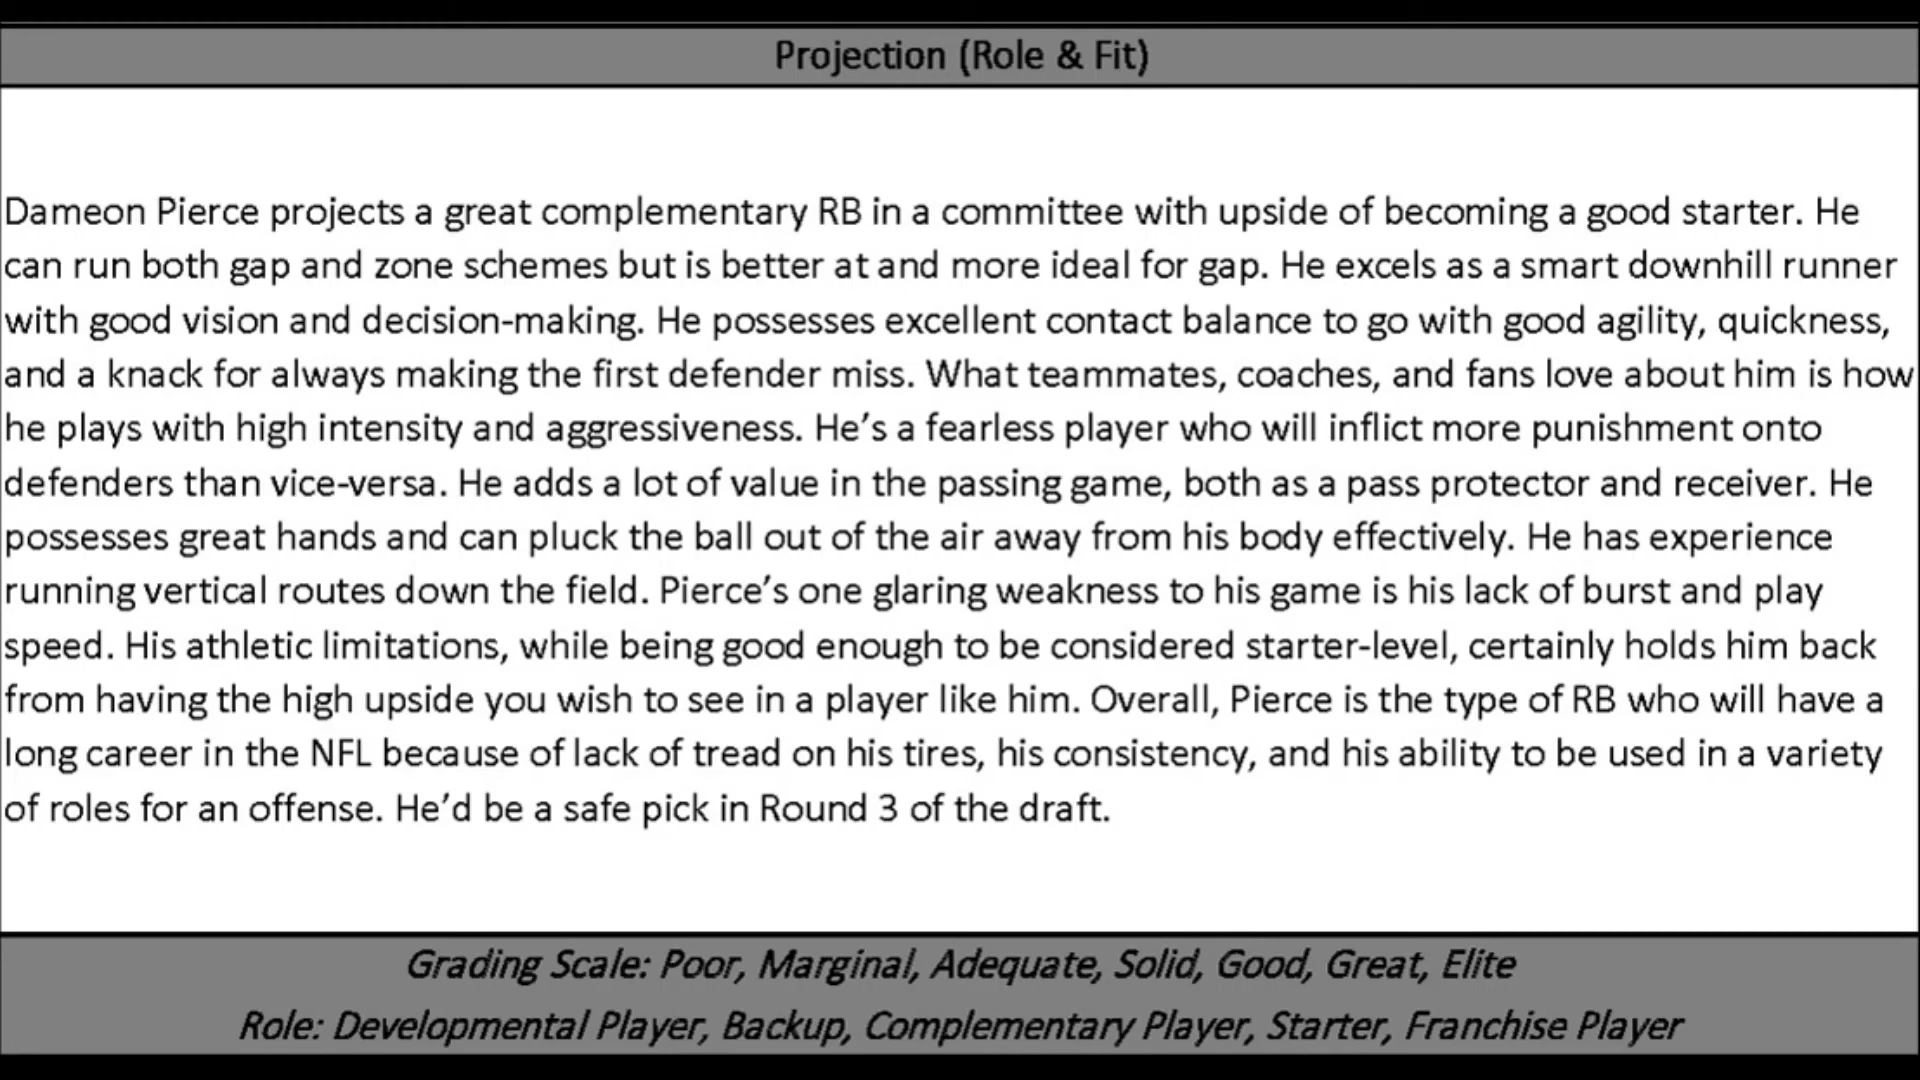 Projection (Role & Fit)
Dameon Pierce projects a great complementary RB in a committee with upside of becoming a good starter. He
can run both gap and zone schemes but is better at and more ideal for gap. He excels as a smart downhill runner
with good vision and decision-making. He possesses excellent contact balance to go with good agility, quickness,
and a knack for always making the first defender miss. What teammates, coaches, and fans love about him is how
he plays with high intensity and aggressiveness. He’s a fearless player who will inflict more punishment onto
defenders than vice-versa. He adds a lot of value in the passing game, both as a pass protector and receiver. He
possesses great hands and can pluck the ball out of the air away from his body effectively. He has experience
running vertical routes down the field. Pierce’s one glaring weakness to his game is his lack of burst and play
speed. His athletic limitations, while being good enough to be considered starter-level, certainly holds him back
from having the high upside you wish to see in a player like him. Overall, Pierce is the type of RB who will have a
long career in the NFL because of lack of tread on his tires, his consistency, and his ability to be used in a variety
of roles for an offense. He’d be a safe pick in Round 3 of the draft.
Grading Scale: Poor, Marginal, Adequate, Solid, Good, Great, Elite
Role: Developmental Player, Backup, Complementary Player, Starter, Franchise Player